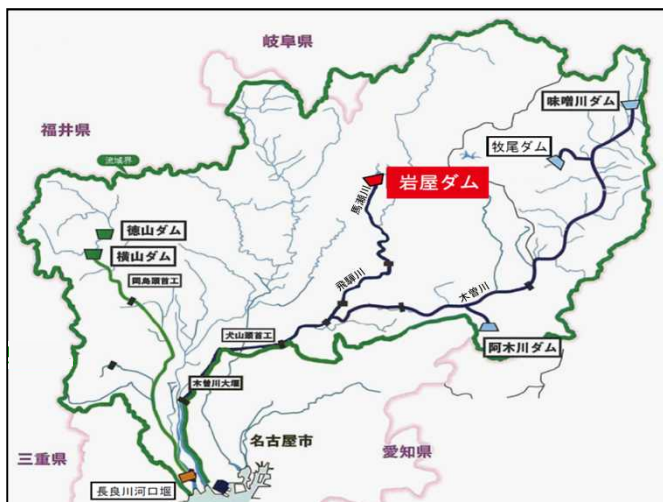 岐阜県
味噌川ダム
福井県
牧尾ダム
流域界
岩屋ダム
馬瀬川
徳山ダム
横山ダム
岡島頭首工
飛騨川
木曽川
犬山頭首工
阿木川ダム
木曽川大堰
名古屋市
愛知県
三重県
長良川河口堰